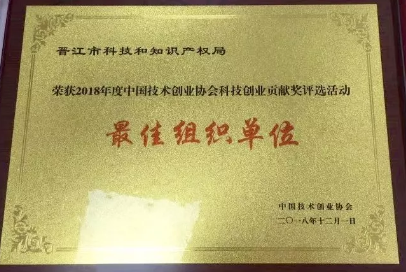 晋江市科技和知识产权局
荣获2018年度中国技术创业协会科技创业贡献奖评选活动
最佳组织单位
中国技术创业协会
二〇一八年十二月一日